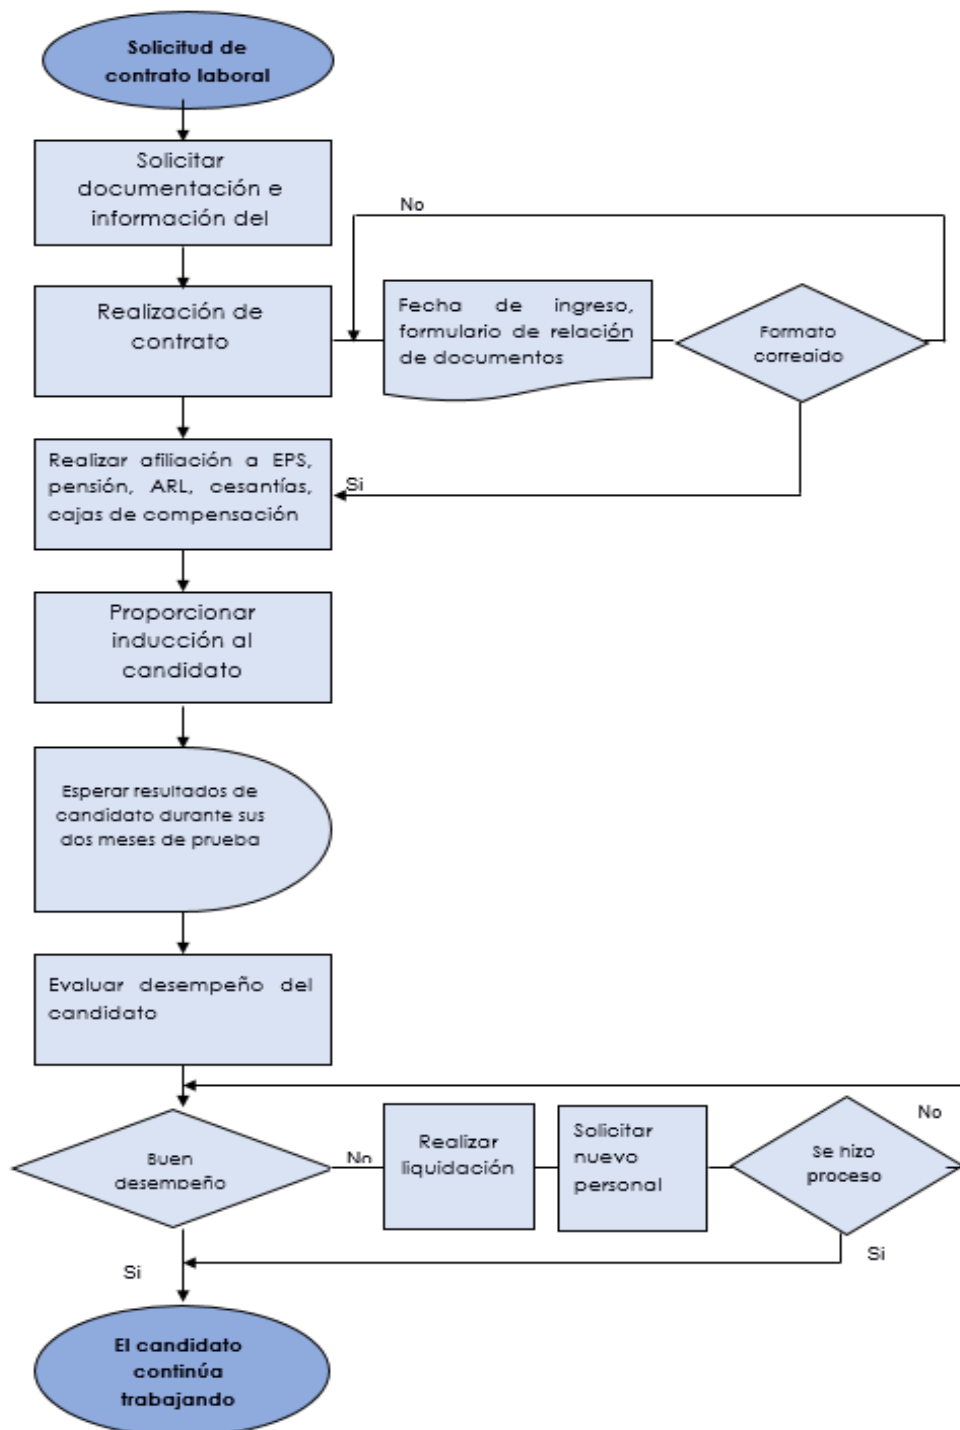 Solicitud de
contrato laboral
Solicitar
documentación e
información del
No
Realización de
contrato
Fecha de ingreso,
formulario de relación
de documentos
Formato
corregido
Realizar afiliación a EPS,
pensión, ARL, cesantías,
cajas de compensación
Si
Proporcionar
inducción al
candidato
Esperar resultados de
candidato durante sus
dos meses de prueba
Evaluar desempeño del
candidato
Buen
desempeño
No
Realizar
liquidación
Solicitar
nuevo
personal
Se hizo
proceso
No
Si
Si
El candidato
continúa
trabajando